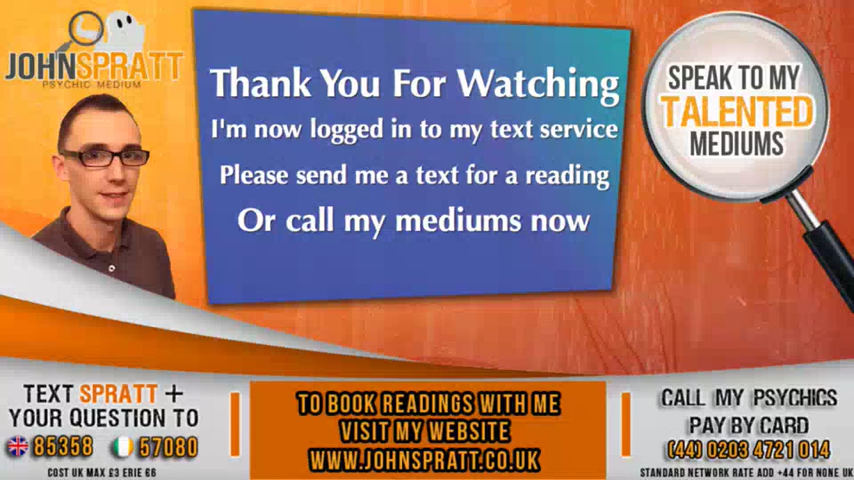 JOHNSPRATT
PSYCHIC MEDIUM
Thank You For Watching
I'm now logged in to my text service
Please send me a text for a reading
Or call my mediums now
SPEAK TO MY
TALENTED
MEDIUMS
TEXT SPRATT +
YOUR QUESTION TO
85358 57080
COST UK MAX £3 EIRE €6
TO BOOK READINGS WITH ME
VISIT MY WEBSITE
WWW.JOHNSPRATT.CO.UK
CALL MY PSYCHICS
PAY BY CARD
(44) 0203 4721 014
STANDARD NETWORK RATE ADD +44 FOR NONE UK